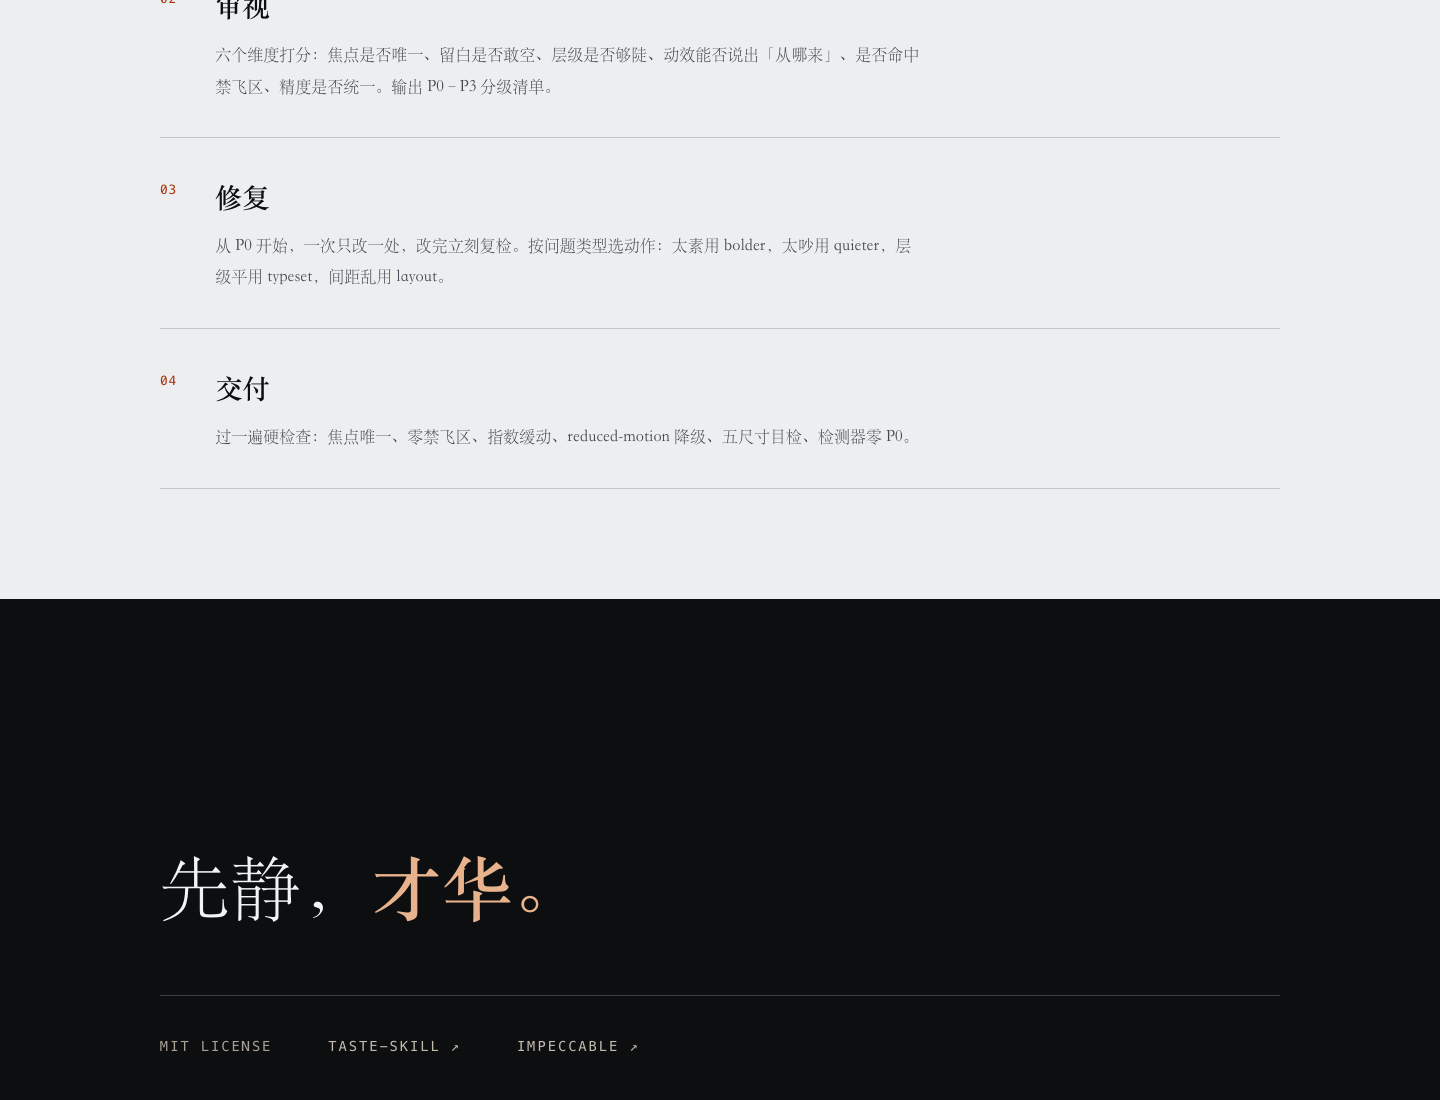 02
审视
六个维度打分：焦点是否唯一、留白是否敢空、层级是否够陡、动效能否说出「从哪来」、是否命中
禁飞区、精度是否统一。输出 P0 – P3 分级清单。
03
修复
从 P0 开始，一次只改一处，改完立刻复检。按问题类型选动作：太素用 bolder，太吵用 quieter，层
级平用 typeset，间距乱用 layout。
04
交付
过一遍硬检查：焦点唯一、零禁飞区、指数缓动、reduced-motion 降级、五尺寸目检、检测器零 P0。
先静，才华。
MIT LICENSE TASTE-SKILL ↗ IMPECCABLE ↗